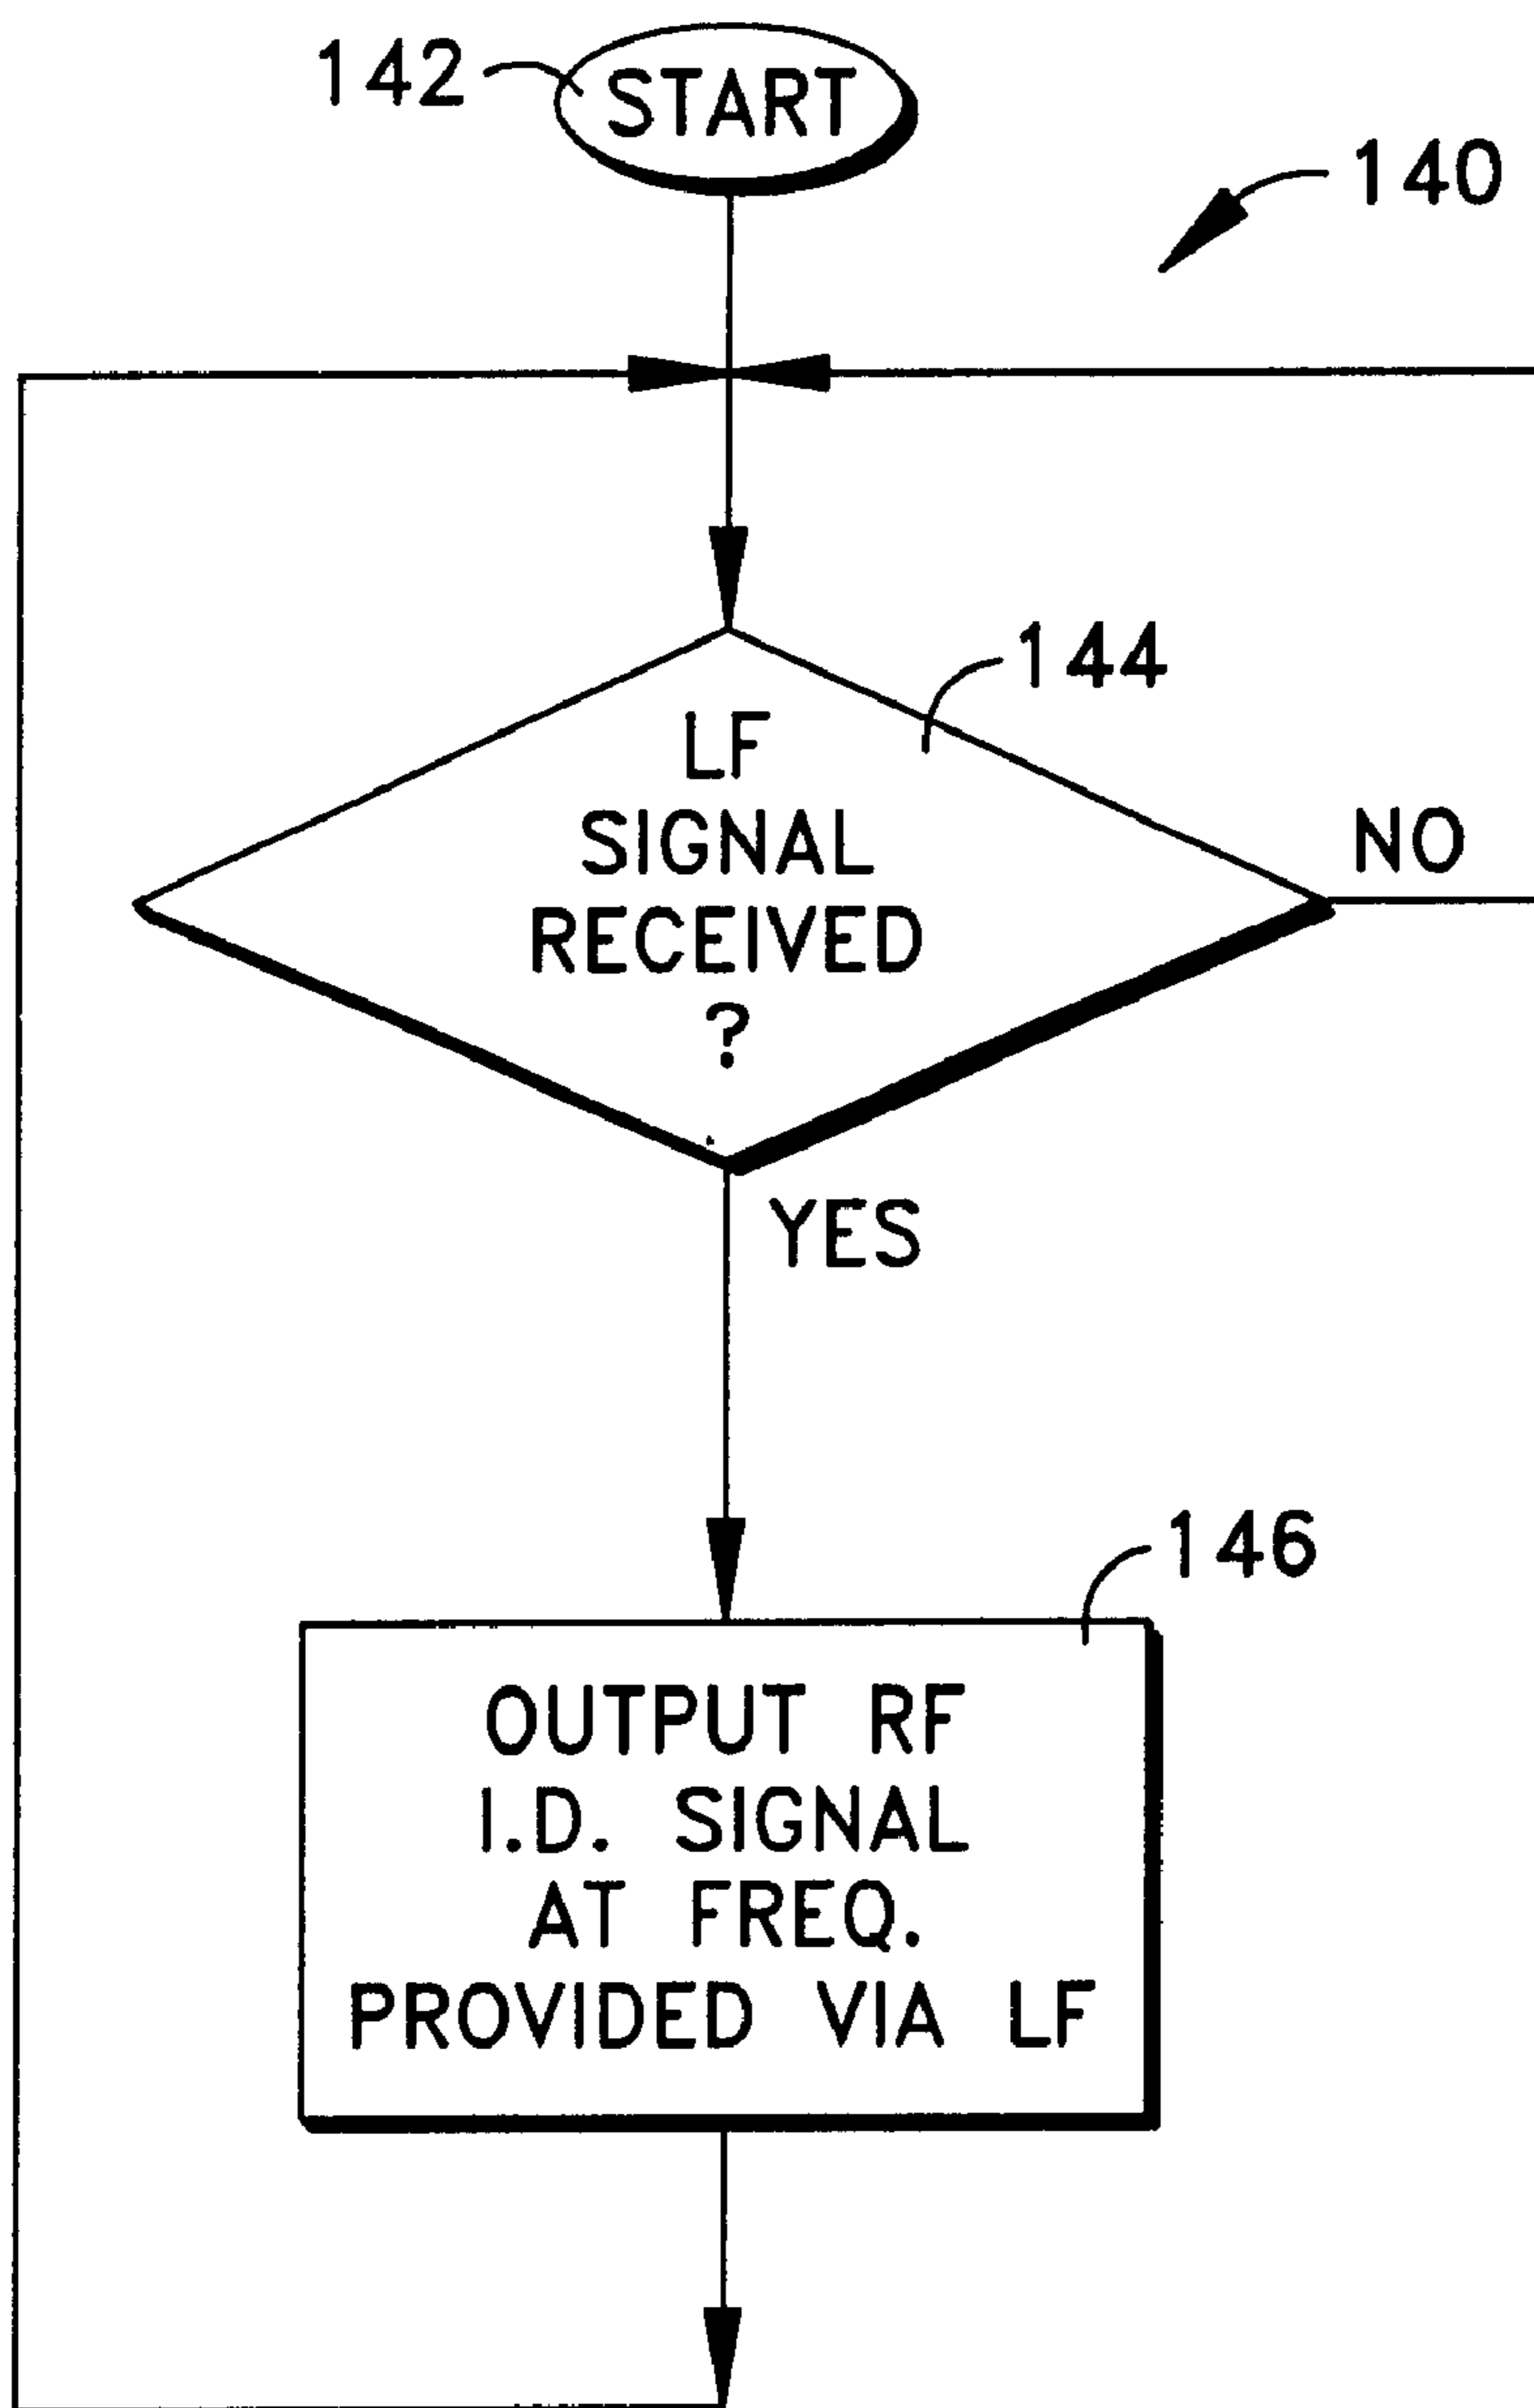 142
START
140
144
LF
SIGNAL
RECEIVED
?
NO
YES
146
OUTPUT RF
I.D. SIGNAL
AT FREQ.
PROVIDED VIA LF